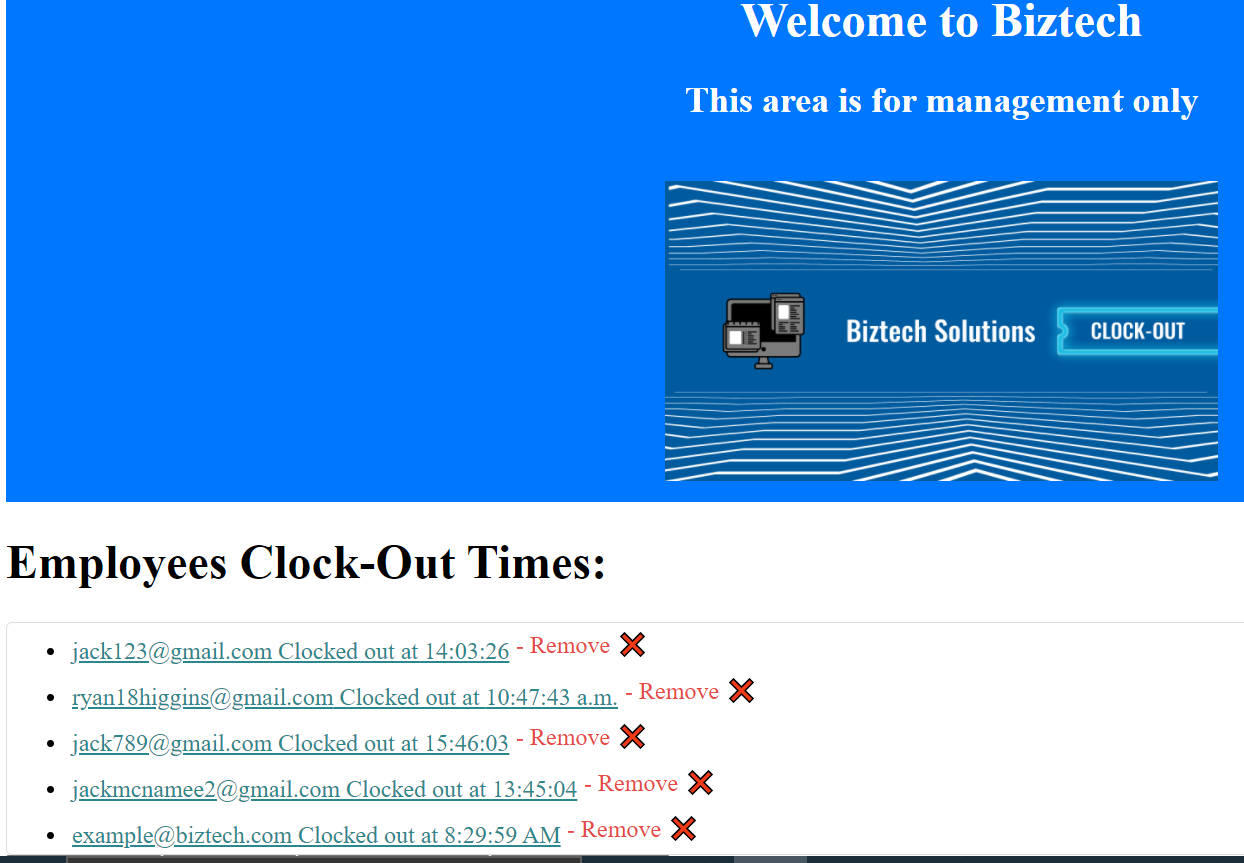 Welcome to Biztech
This area is for management only
Biztech Solutions
CLOCK-OUT
Employees Clock-Out Times:
jack123@gmail.com Clocked out at 14:03:26 - Remove ❌
ryan18higgins@gmail.com Clocked out at 10:47:43 a.m. - Remove ❌
jack789@gmail.com Clocked out at 15:46:03 - Remove ❌
jackmcnamee2@gmail.com Clocked out at 13:45:04 - Remove ❌
example@biztech.com Clocked out at 8:29:59 AM - Remove ❌